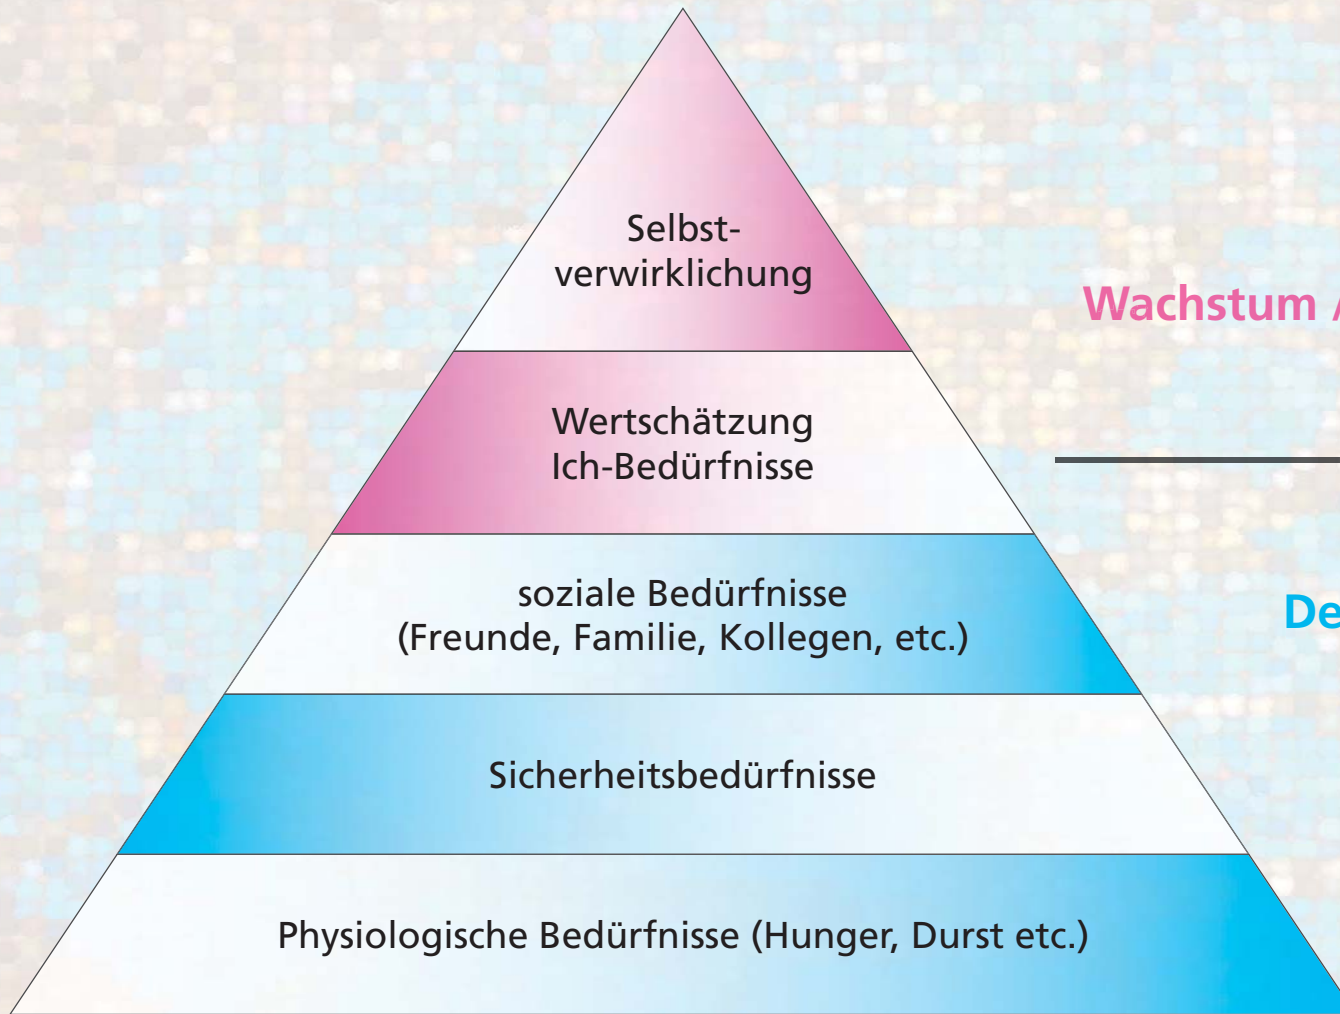 Selbst-
verwirklichung
Wachstum
Wertschätzung
Ich-Bedürfnisse
soziale Bedürfnisse
(Freunde, Familie, Kollegen, etc.)
Sicherheitsbedürfnisse
Physiologische Bedürfnisse (Hunger, Durst etc.)